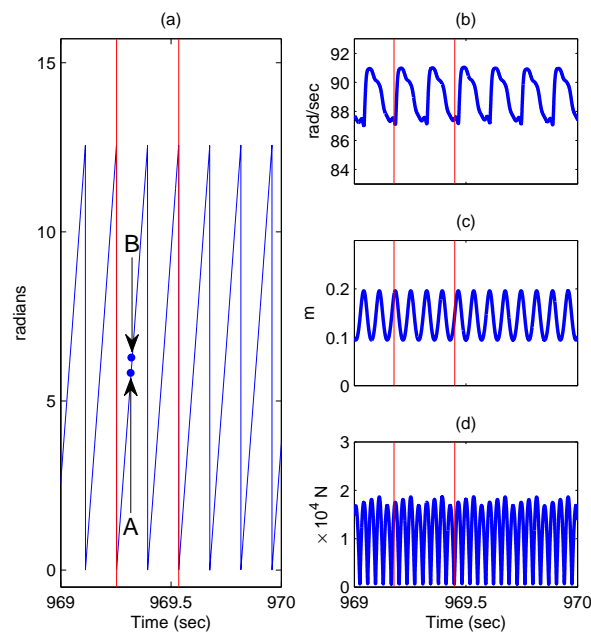 (a)
15
10
5
0
radians
B
A
969
969.5
970
Time (sec)
(b)
92
90
88
86
84
rad/sec
(c)
0.2
0.1
0
m
(d)
3
2
1
0
× 10⁴ N
969
969.5
970
Time (sec)